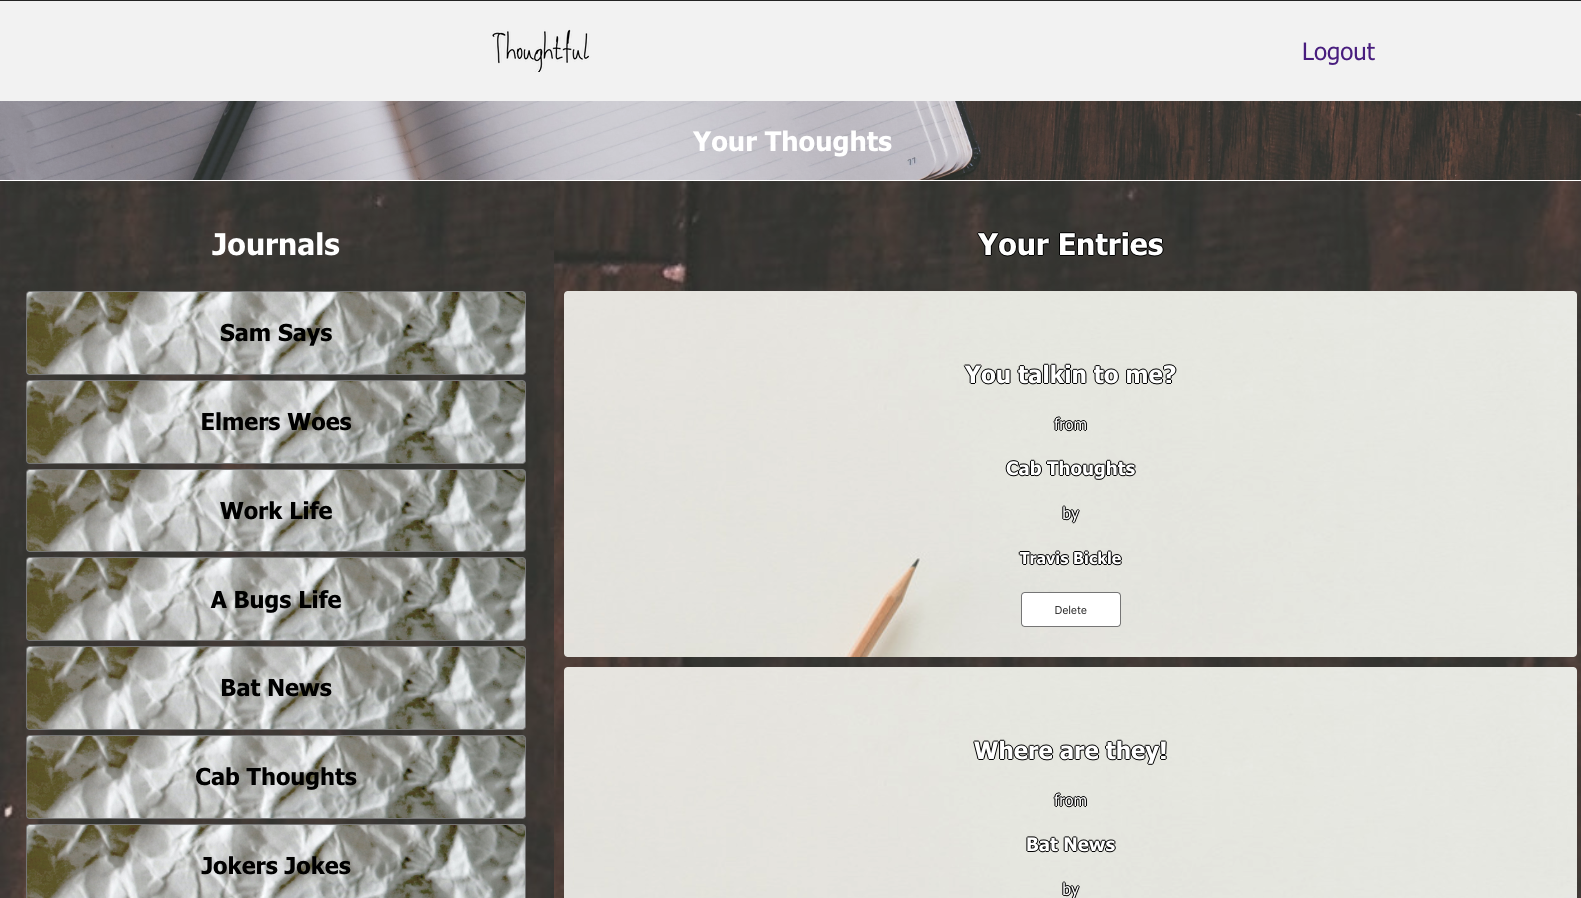 Thoughtful
Logout
Your Thoughts
Journals
Sam Says
Elmers Woes
Work Life
A Bugs Life
Bat News
Cab Thoughts
Jokers Jokes
Your Entries
You talkin to me?
from
Cab Thoughts
by
Travis Bickle
Delete
Where are they!
from
Bat News
by